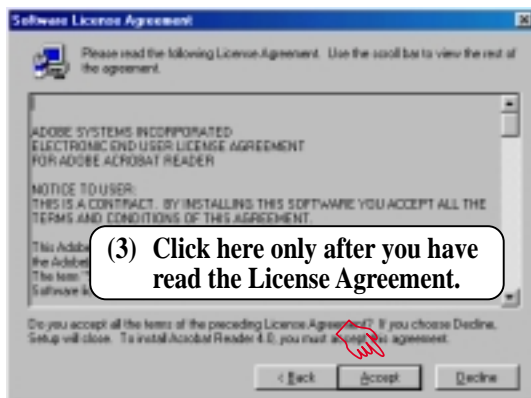 Software License Agreement
Please read the following License Agreement. Use the scroll bar to view the rest of
the agreement.
ADOBE SYSTEMS INCORPORATED
ELECTRONIC END USER LICENSE AGREEMENT
FOR ADOBE ACROBAT READER
NOTICE TO USER:
THIS IS A CONTRACT. BY INSTALLING THIS SOFTWARE YOU ACCEPT ALL THE
TERMS AND CONDITIONS OF THIS AGREEMENT.
This Adobe
the Adobe
The term
Software
(3) Click here only after you have
read the License Agreement.
Do you accept all the terms of the preceding License Agreement? If you choose Decline,
Setup will close. To install Acrobat Reader 4.0, you must accept this agreement.
< Back
Accept
Decline